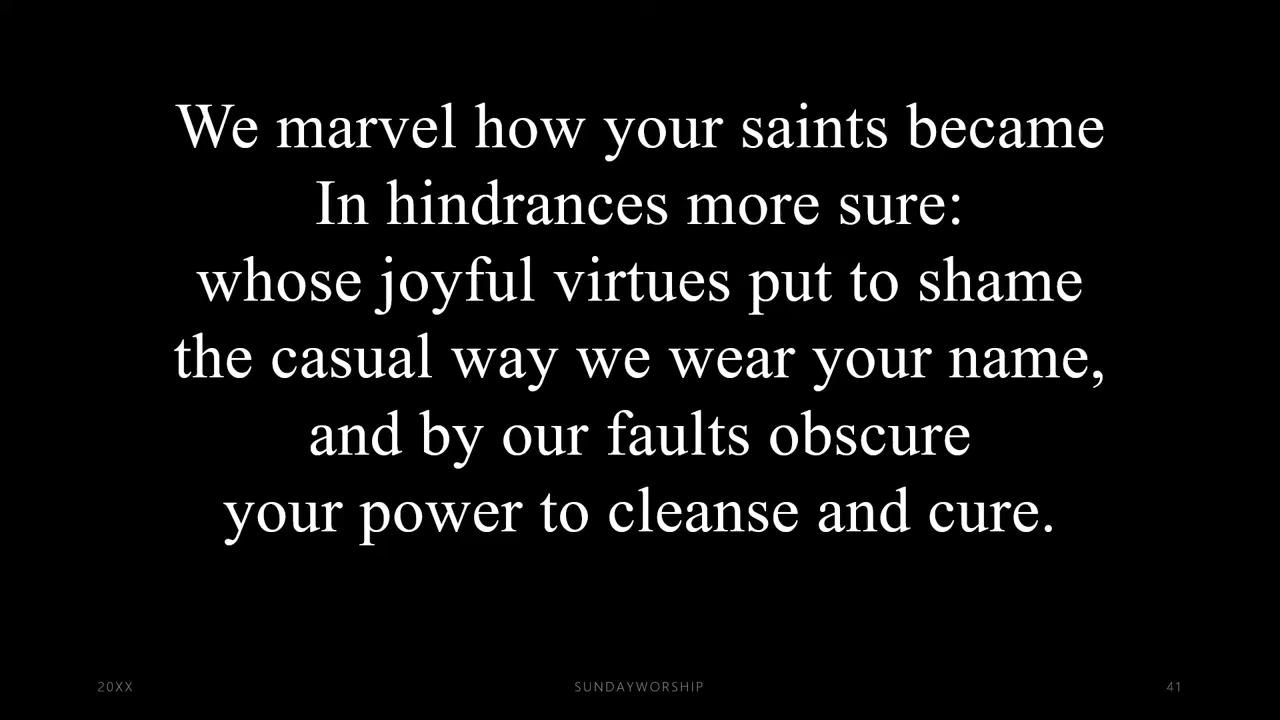 We marvel how your saints became
In hindrances more sure:
whose joyful virtues put to shame
the casual way we wear your name,
and by our faults obscure
your power to cleanse and cure.
20XX SUNDAYWORSHIP 41